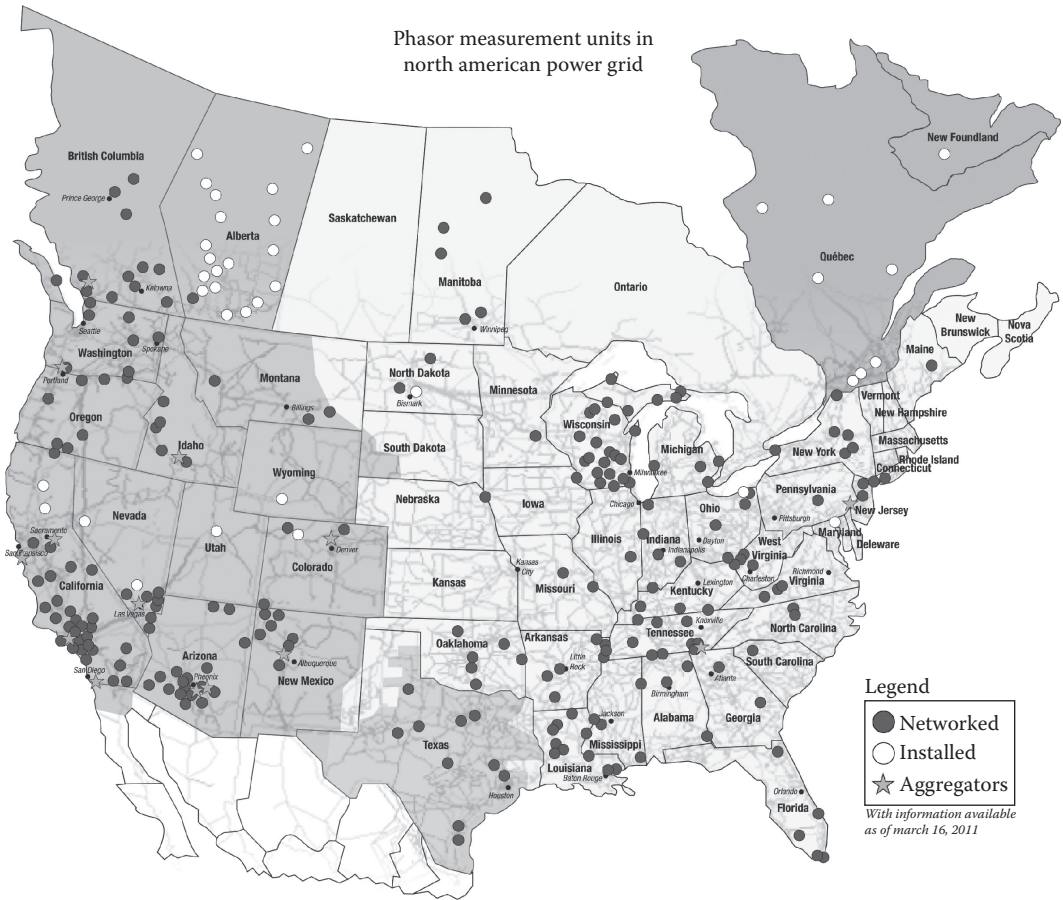 Phasor measurement units in
north american power grid
New Foundland
British Columbia
Prince George
Saskatchewan
Alberta
Québec
Manitoba
Ontario
Kelowna
New
Brunswick
Nova
Scotia
Winnipeg
Seattle
Maine
Spokane
Washington
North Dakota
Portland
Montana
Minnesota
Bismark
Vermont
Billings
New Hampshire
Oregon
Wisconsin
Massachusetts
Idaho
South Dakota
Michigan
New York
Rhode Island
Connecticut
Wyoming
Milwaukee
Pennsylvania
Nebraska
Iowa
Chicago
Ohio
New Jersey
Nevada
Pittsburgh
Sacramento
Maryland
Deleware
San Francisco
Utah
Denver
Illinois
Indiana
Dayton
West
Virginia
Indianapolis
Colorado
Kansas
City
Charleston
Richmond
Virginia
California
Kansas
Missouri
Lexington
Kentucky
Las Vegas
Knoxville
North Carolina
Tennessee
Oaklahoma
Arkansas
Arizona
Littin
Rock
South Carolina
Albuquerque
San Diego
Pheonix
New Mexico
Atlanta
Birmingham
Legend
Networked
Installed
Aggregators
With information available
as of march 16, 2011
Jackson
Alabama
Georgia
Texas
Mississippi
Louisiana
Baton Rouge
Houston
Orlando
Florida